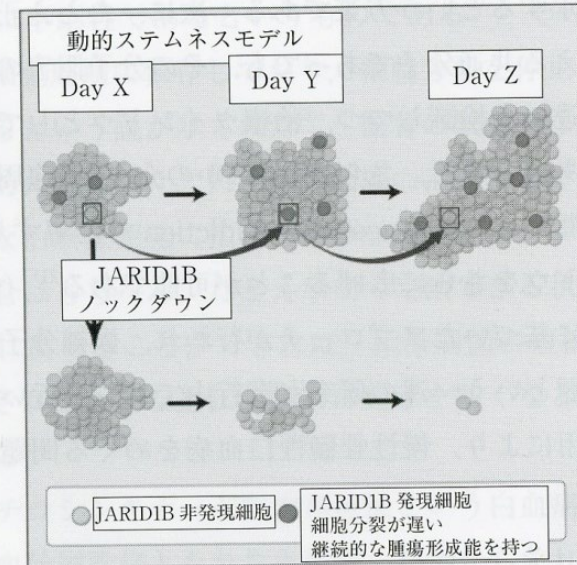 動的ステムネスモデル
Day X
Day Y
Day Z
JARID1B
ノックダウン
JARID1B 非発現細胞
JARID1B 発現細胞
細胞分裂が遅い
継続的な腫瘍形成能を持つ